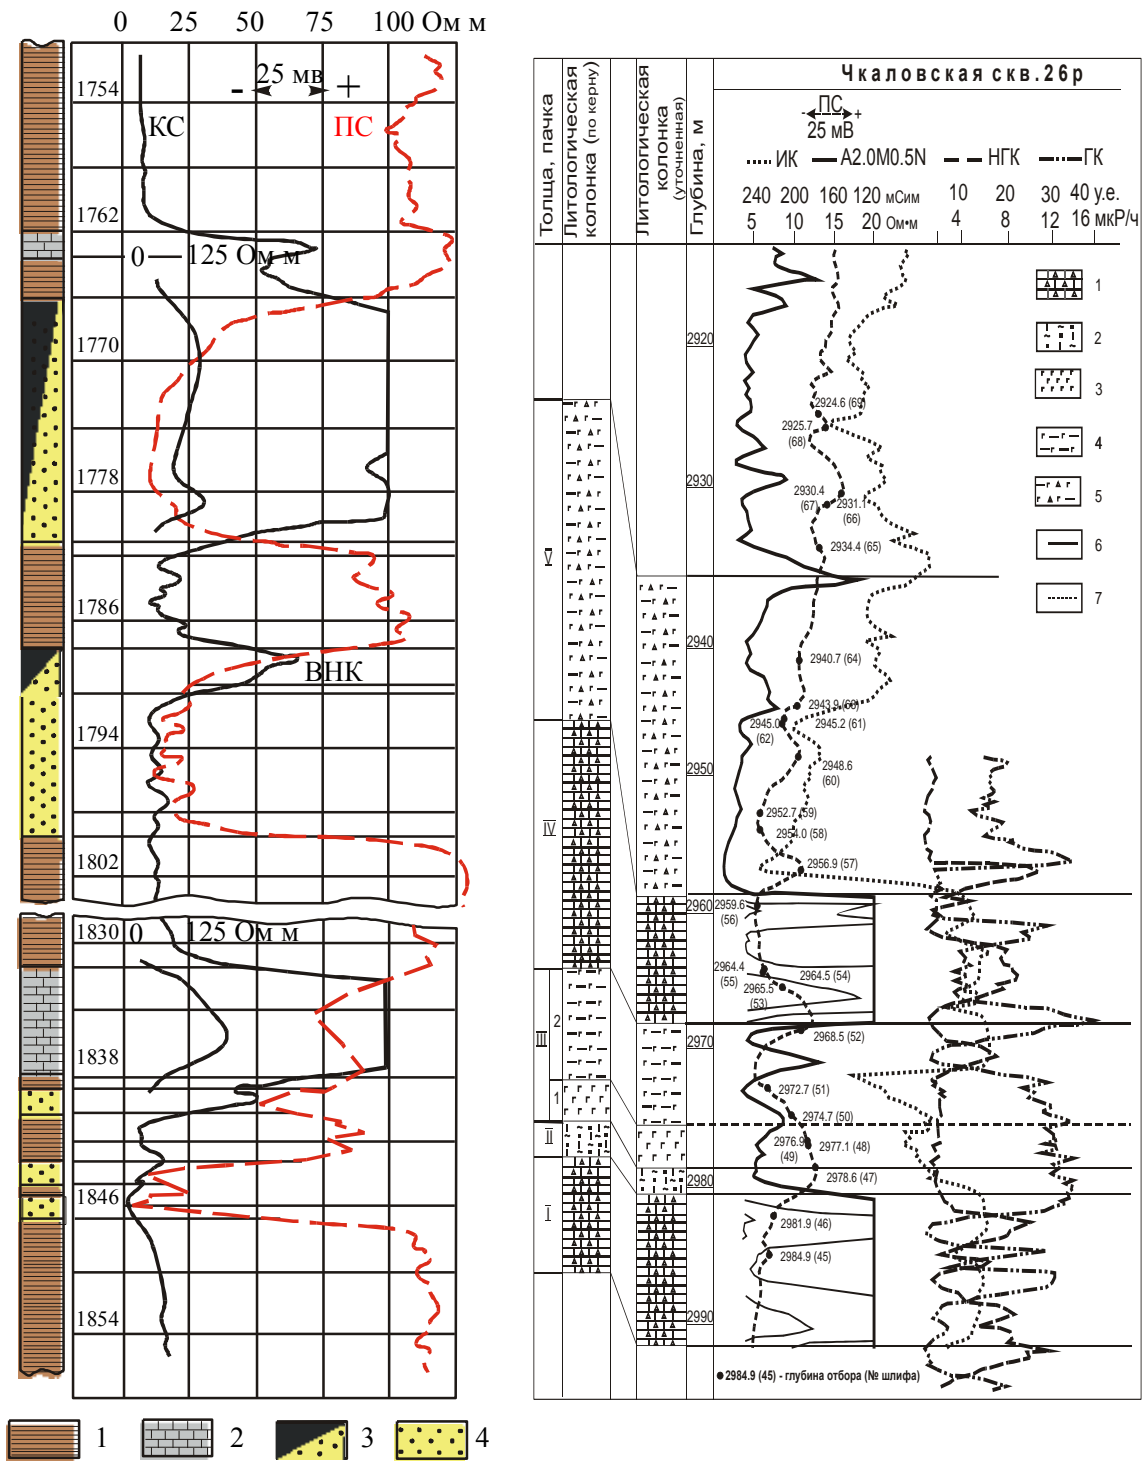 0 25 50 75 100 Ом м
- 25 мв +
1754
КС ПС
1762
0 125 Ом м
1770
1778
1786
ВНК
1794
1802
1830 0 125 Ом м
1838
1846
1854
1 2 3 4
Толща, пачка
Литологическая
колонка (по керну)
Литологическая
колонка
(уточненная)
Глубина, м
Чкаловская скв.26р
- ПС +
25 мВ
ИК А2.0М0.5N НГК ГК
240 200 160 120 мСим 10 20 30 40 у.е.
5 10 15 20 Ом•м 4 8 12 16 мкР/ч
1
2
3
4
5
6
7
2920
2924.6 (69)
2925.7
(68)
2930
2930.4
(67)
2931.1
(66)
2934.4 (65)
V
2940
2940.7 (64)
2945.0
(62)
2945.2 (61)
2950
2948.6
(60)
2952.7 (59)
2954.0 (58)
IV
2956.9 (57)
2960
2959.6
(56)
2964.4
(55)
2964.5 (54)
2965.5
(53)
III
2
1
2970
2968.5 (52)
2972.7 (51)
2974.7 (50)
II
2976.9
(49)
2977.1 (48)
2978.6 (47)
2980
I
2981.9 (46)
2984.9 (45)
2990
2984.9 (45) - глубина отбора (№ шлифа)